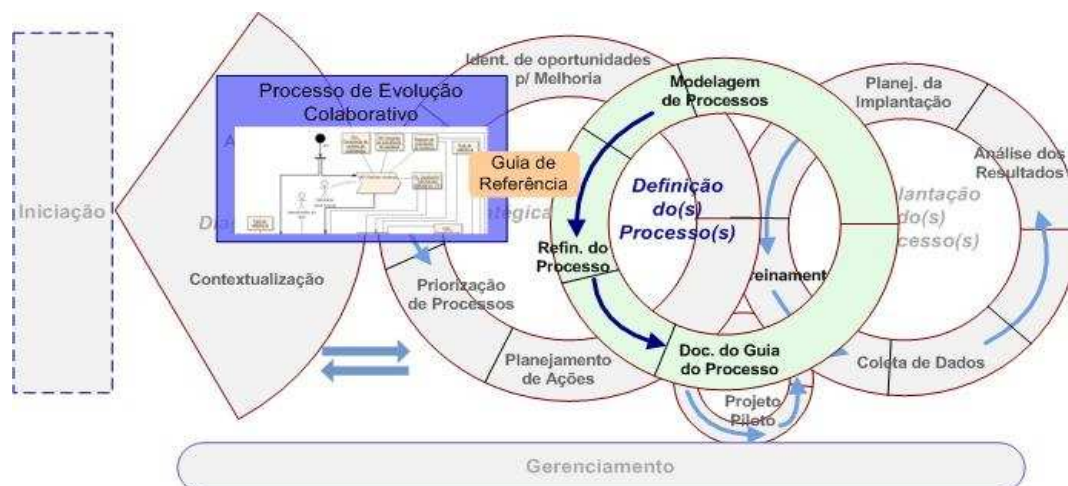 Processo de Evolução
Colaborativo
Guia de
Referência
Iniciação
Contextualização
Ident. de oportunidades
p/ Melhoria
Priorização
de Processos
Planejamento
de Ações
Modelagem
de Processos
Definição
do(s)
Processo(s)
Refin. do
Processo
Doc. do Guia
do Processo
Projeto
Piloto
Planej. da
Implantação
Análise dos
Resultados
do(s)
Coleta de Dados
Gerenciamento